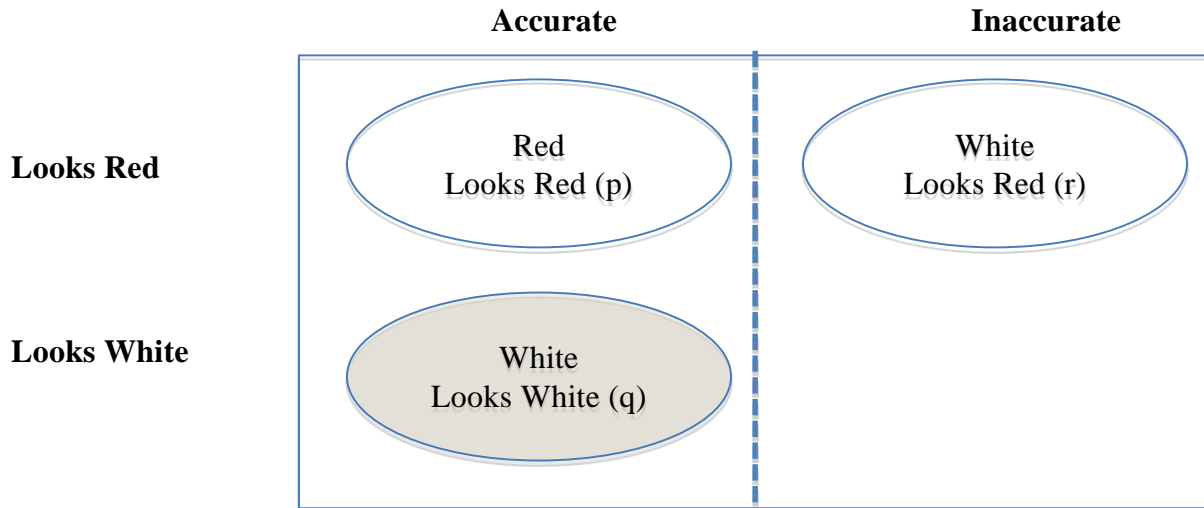 Accurate Inaccurate
Looks Red
Red
Looks Red (p)
White
Looks Red (r)
Looks White
White
Looks White (q)